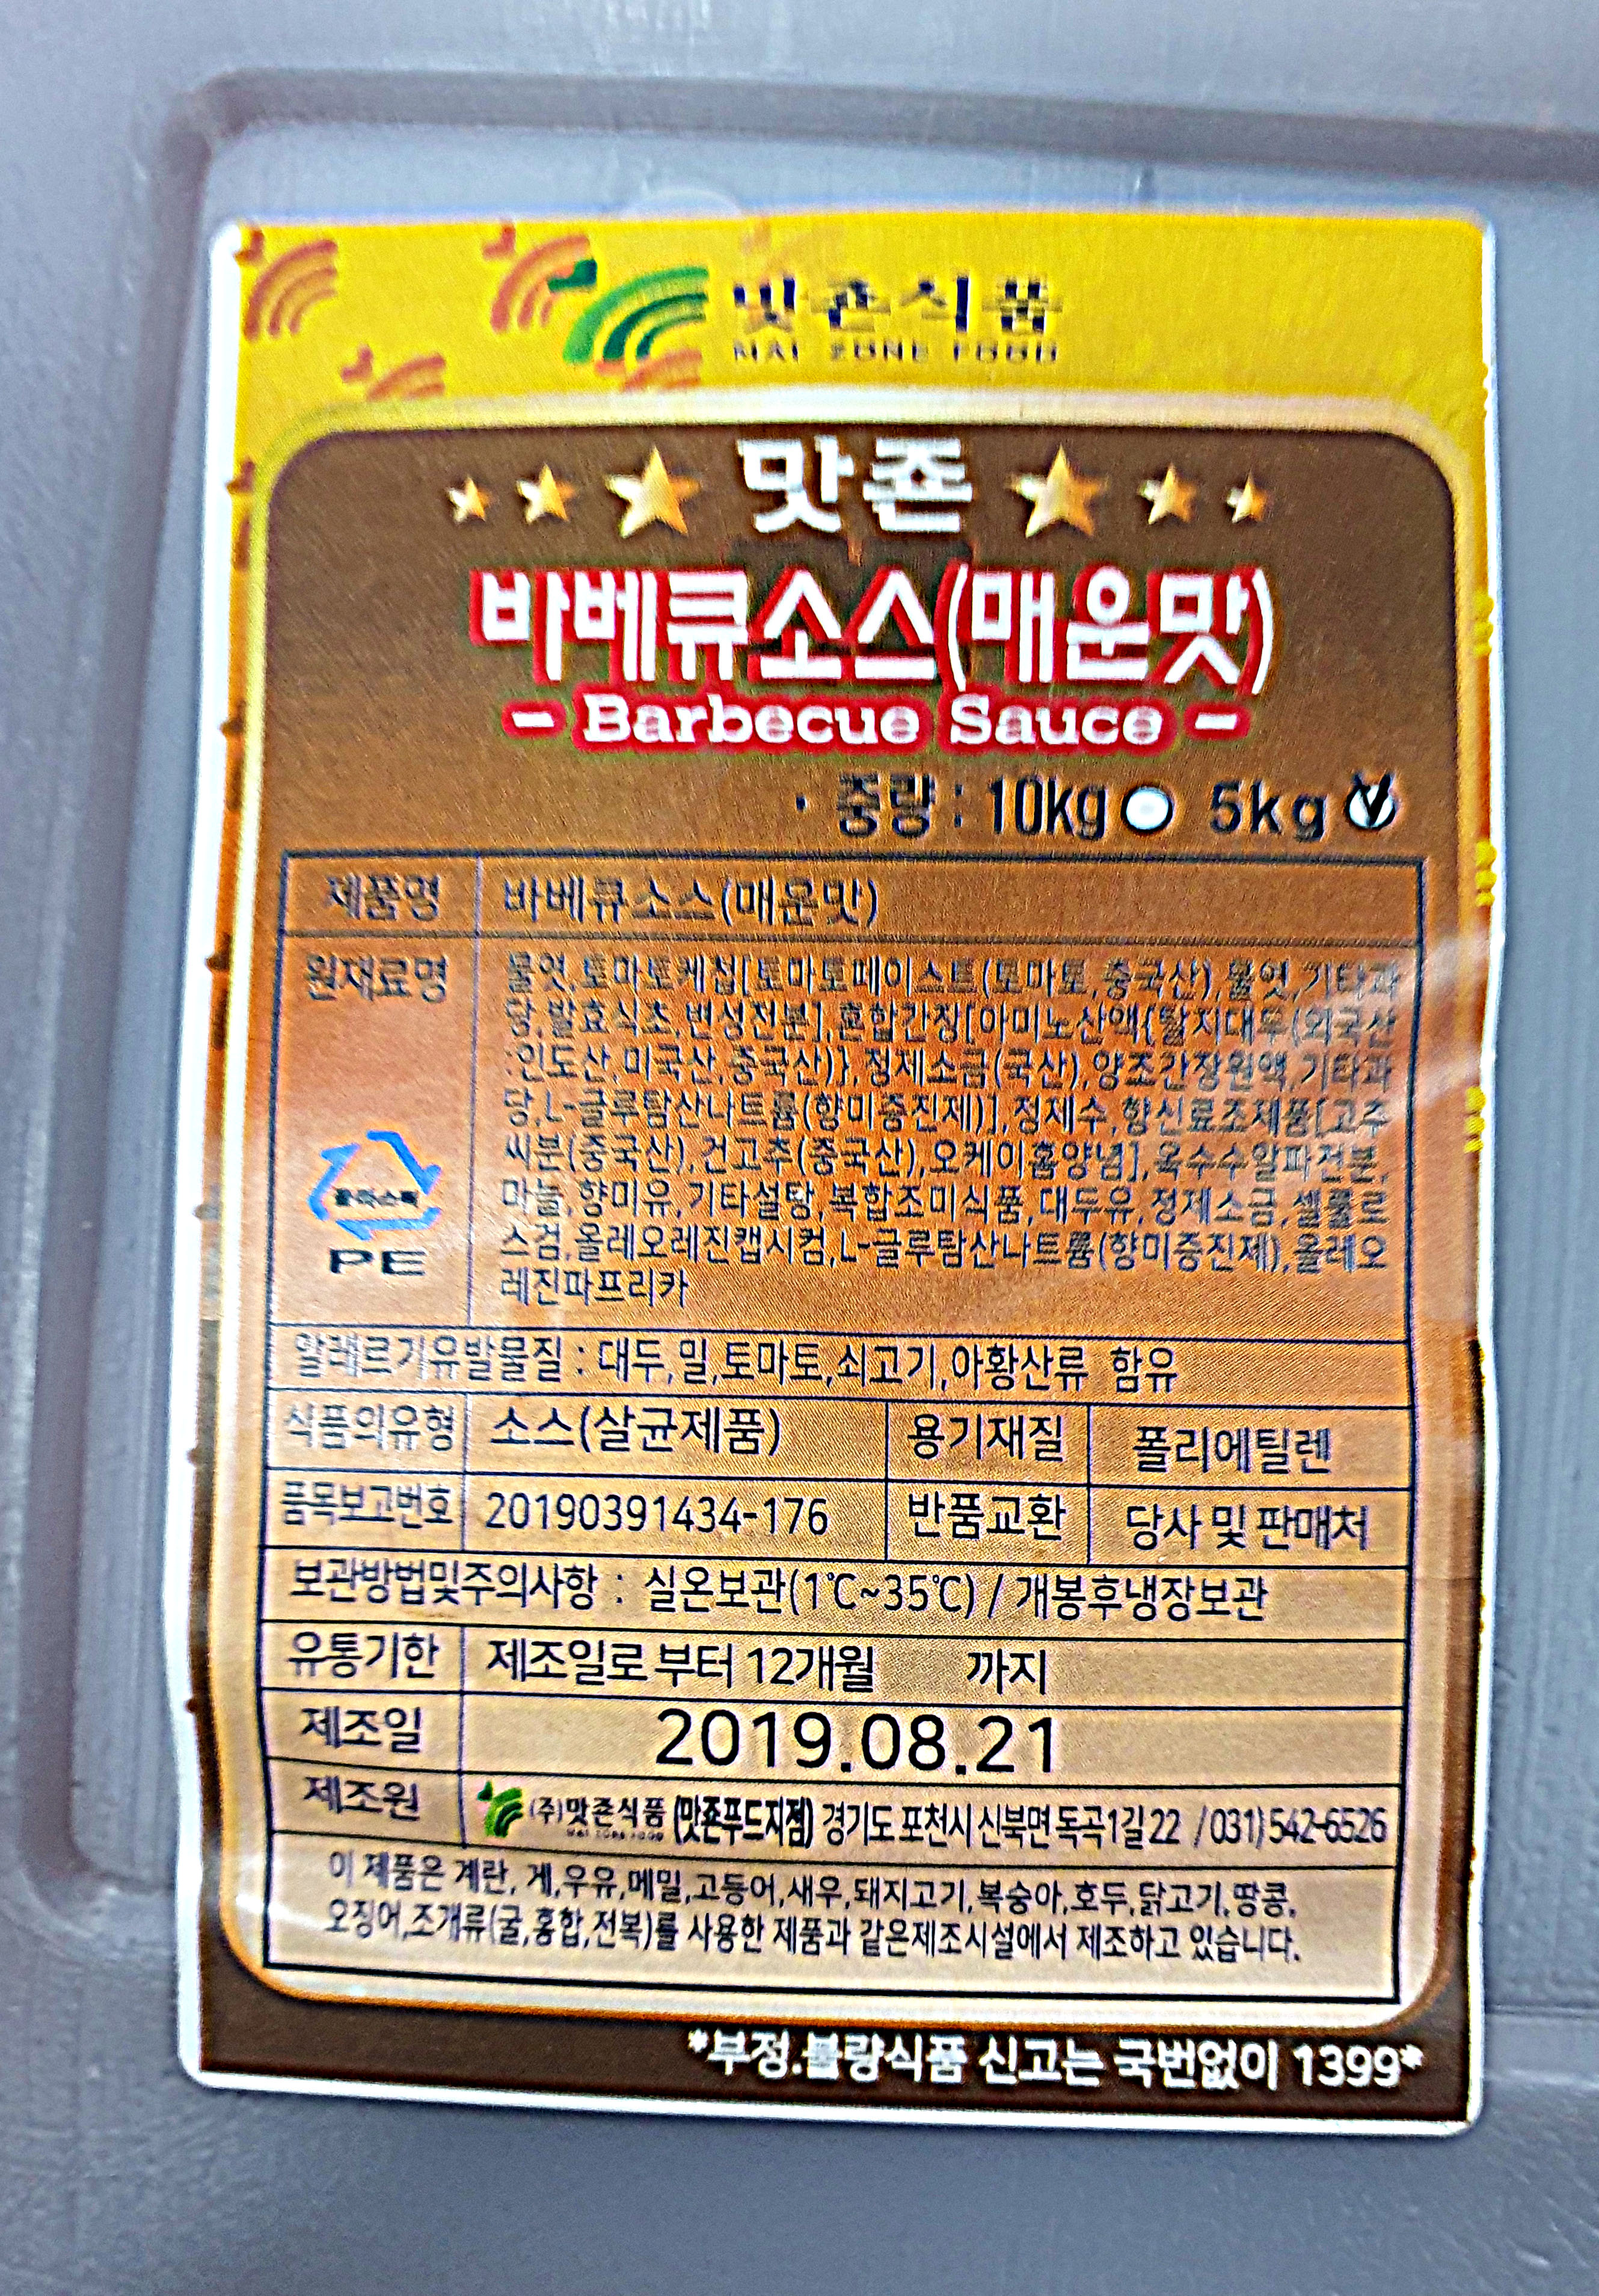 맛죤식품
MAT ZONE FOOD
맛죤
바베큐소스(매운맛)
- Barbecue Sauce -
· 중량 : 10kg 5kg
제품명 바베큐소스(매운맛)
원재료명 물엿,토마토케첩[토마토페이스트(토마토,중국산),물엿,기타과
당,발효식초,변성전분],혼합간장[아미노산액{탈지대두(외국산
:인도산,미국산,중국산)},정제소금(국산),양조간장원액,기타과
당,L-글루탐산나트륨(향미증진제)],정제수,향신료조제품[고추
씨분(중국산),건고추(중국산),오케이홈양념],옥수수알파전분,
마늘,향미유,기타설탕,복합조미식품,대두유,정제소금,셀룰로
스검,올레오레진캡시컴,L-글루탐산나트륨(향미증진제),올레오
레진파프리카
플라스틱
PE
알레르기유발물질 : 대두,밀,토마토,쇠고기,아황산류 함유
식품의유형 소스(살균제품) 용기재질 폴리에틸렌
품목보고번호 20190391434-176 반품교환 당사 및 판매처
보관방법및주의사항 : 실온보관(1℃~35℃) / 개봉후냉장보관
유통기한 제조일로 부터 12개월 까지
제조일 2019.08.21
제조원 (주)맛죤식품 (맛죤푸드지점) 경기도 포천시 신북면 독곡1길 22 / 031) 542-6526
MAT ZONE FOOD
이 제품은 계란, 게,우유,메밀,고등어,새우,돼지고기,복숭아,호두,닭고기,땅콩,
오징어,조개류(굴,홍합,전복)를 사용한 제품과 같은제조시설에서 제조하고 있습니다.
*부정.불량식품 신고는 국번없이 1399*